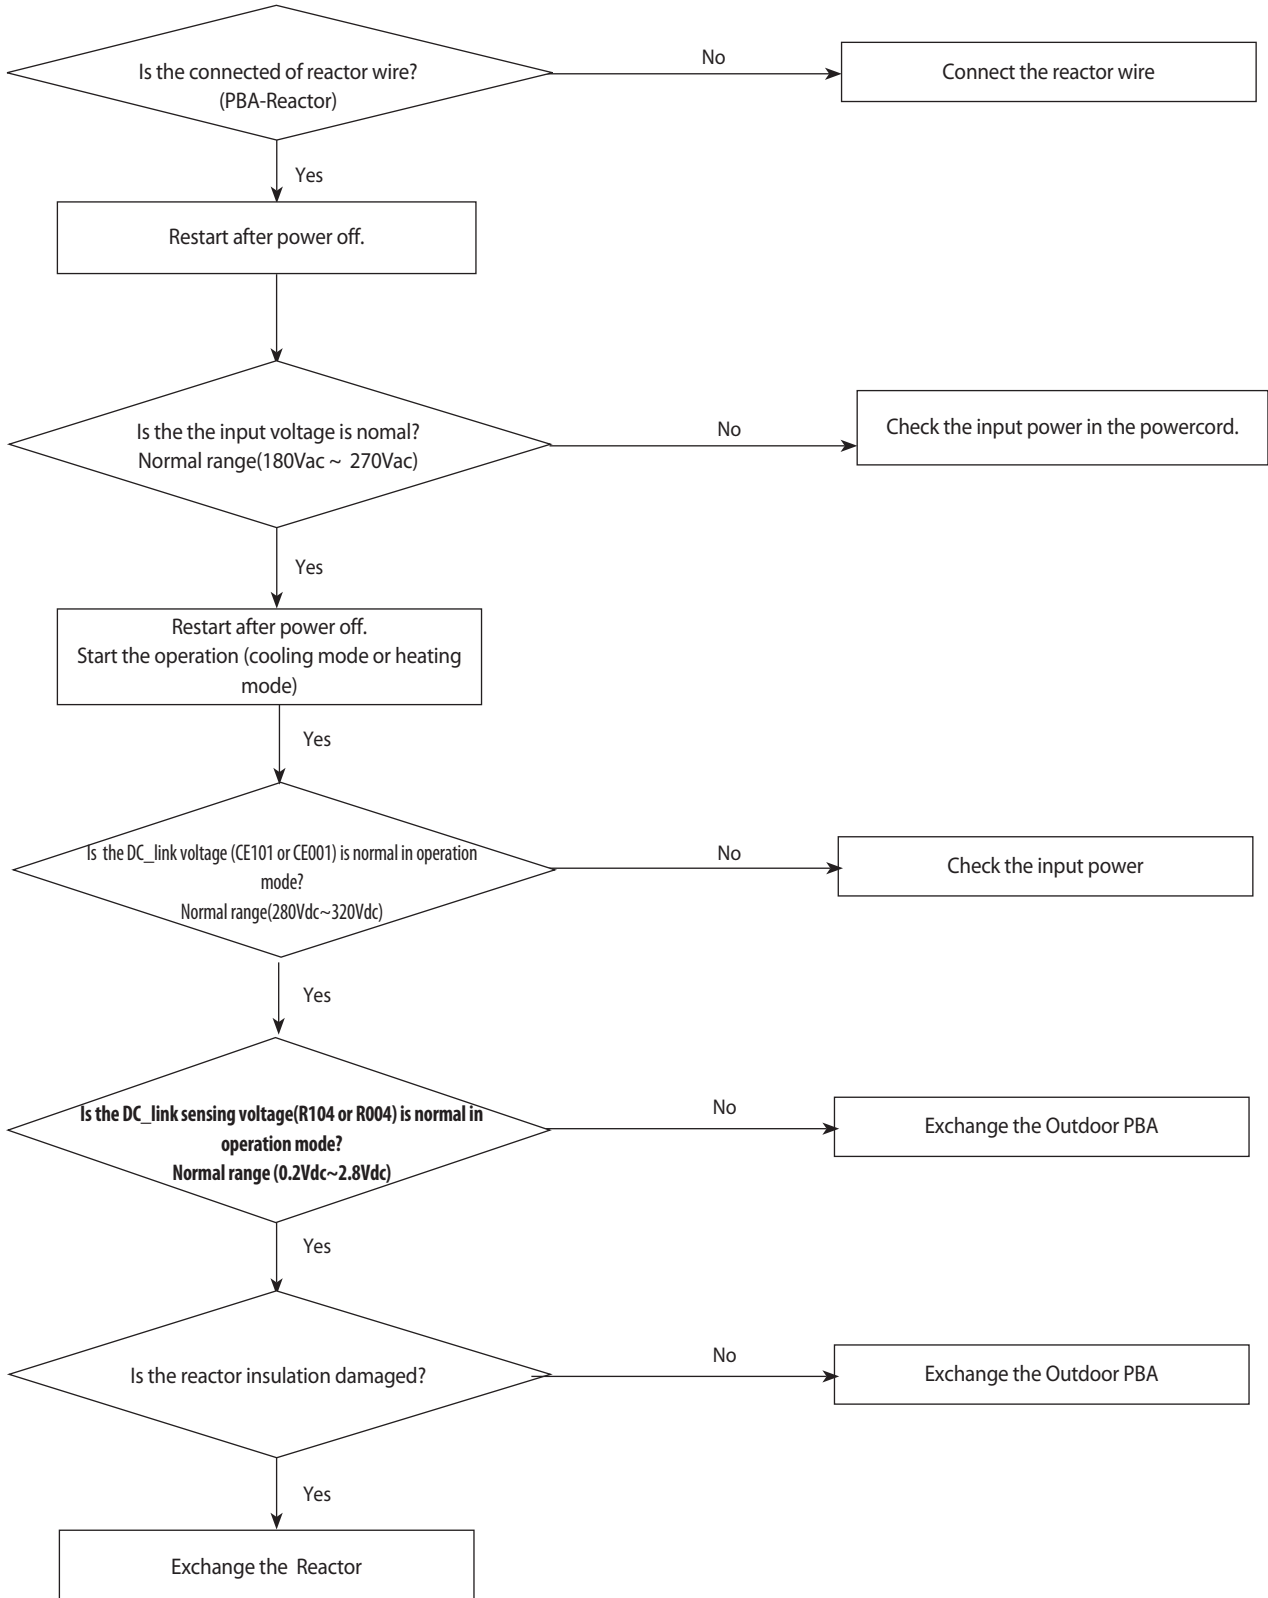 Is the connected of reactor wire?
(PBA-Reactor)
No
Connect the reactor wire
Yes
Restart after power off.
Is the the input voltage is nomal?
Normal range(180Vac ~ 270Vac)
No
Check the input power in the powercord.
Yes
Restart after power off.
Start the operation (cooling mode or heating
mode)
Yes
Is the DC_link voltage (CE101 or CE001) is normal in operation
mode?
Normal range(280Vdc~320Vdc)
No
Check the input power
Yes
Is the DC_link sensing voltage(R104 or R004) is normal in
operation mode?
Normal range (0.2Vdc~2.8Vdc)
No
Exchange the Outdoor PBA
Yes
Is the reactor insulation damaged?
No
Exchange the Outdoor PBA
Yes
Exchange the Reactor